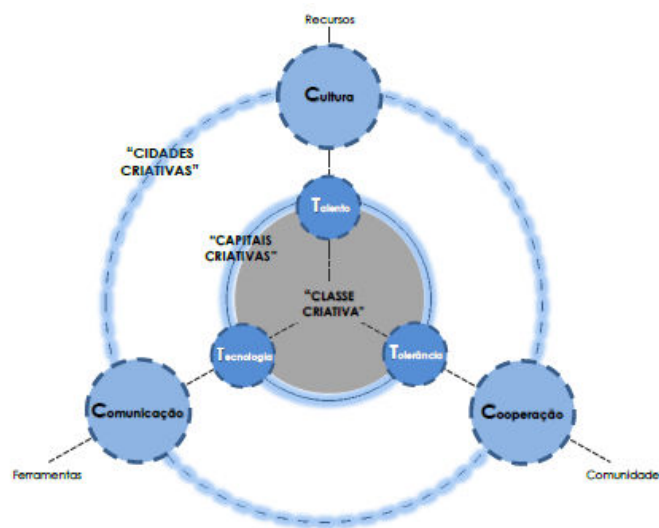 Recursos
Cultura
“CIDADES
CRIATIVAS”
Talento
“CAPITAIS
CRIATIVAS”
“CLASSE
CRIATIVA”
Tecnologia
Tolerância
Comunicação
Cooperação
Ferramentas
Comunidade